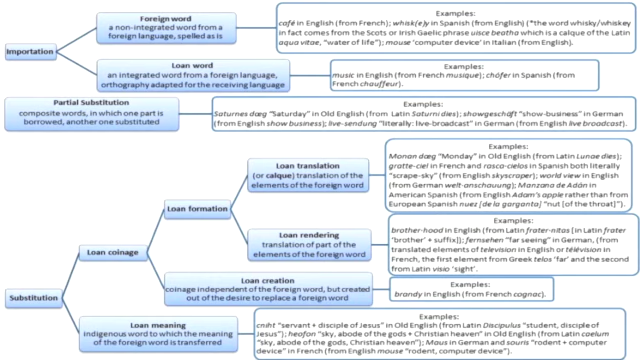 Foreign word
a non-integrated word from a
foreign language, spelled as is
Examples:
café in English (from French); whisk(e)y in Spanish (from English) (*the word whisky/whiskey
in fact comes from the Scots or Irish Gaelic phrase uisce beatha which is a calque of the Latin
aqua vitae, "water of life"); mouse 'computer device' in Italian (from English).
Importation
Loan word
an integrated word from a foreign language,
orthography adapted for the receiving language
Examples:
music in English (from French musique); chófer in Spanish (from
French chauffeur).
Partial Substitution
composite words, in which one part is
borrowed, another one substituted
Examples:
Saturnes dæg "Saturday" in Old English (from Latin Saturni dies); showgeschäft "show-business" in German
(from English show business); live-sendung "literally: live-broadcast" in German (from English live broadcast).
Loan translation
(or calque) translation of the
elements of the foreign word
Examples:
Monan dæg "Monday" in Old English (from Latin Lunae dies);
gratte-ciel in French and rasca-cielos in Spanish both literally
"scrape-sky" (from English skyscraper); world view in English
(from German welt-anschauung); Manzana de Adán in
American Spanish (from English Adam's apple rather than from
European Spanish nuez [de la garganta] "nut [of the throat]").
Loan formation
Loan rendering
translation of part of the
elements of the foreign word
Examples:
brother-hood in English (from Latin frater-nitas [in Latin frater
'brother' + suffix]); fernsehen "far seeing" in German, (from
translated elements of television in English or télévision in
French, the first element from Greek telos 'far' and the second
from Latin visio 'sight'.
Loan coinage
Loan creation
coinage independent of the foreign word, but created
out of the desire to replace a foreign word
Examples:
brandy in English (from French cognac).
Substitution
Loan meaning
indigenous word to which the meaning
of the foreign word is transferred
Examples:
cniht "servant + disciple of Jesus" in Old English (from Latin Discipulus "student, disciple of
Jesus"); heofon "sky, abode of the gods + Christian heaven" in Old English (from Latin caelum
"sky, abode of the gods, Christian heaven"); Maus in German and souris "rodent + computer
device" in French (from English mouse "rodent, computer device").